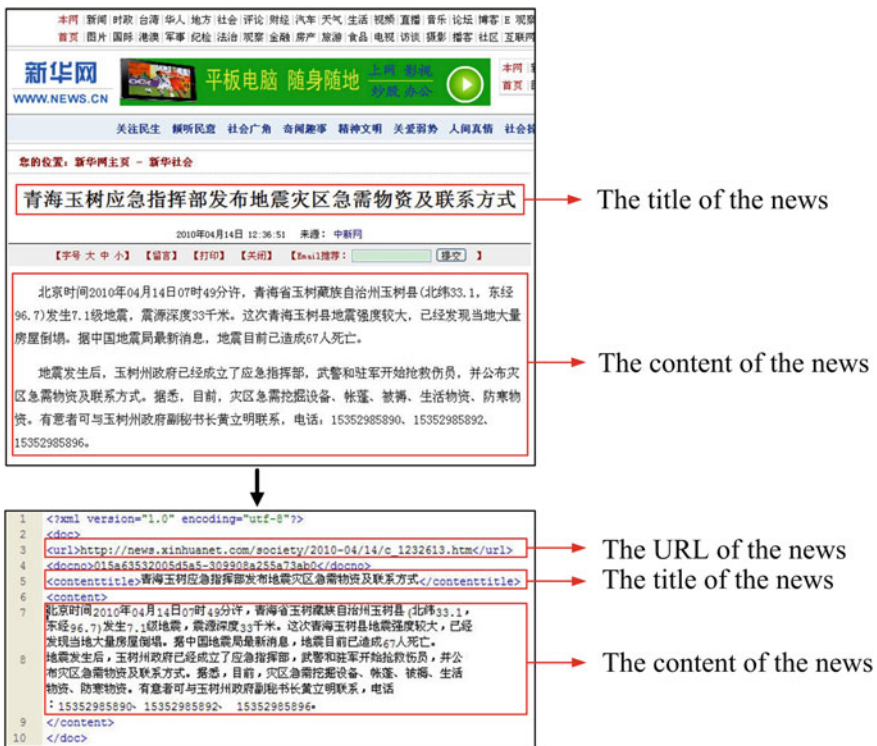 本网 新闻 时政 台湾 华人 地方 社会 评论 财经 汽车 天气 生活 视频 直播 音乐 论坛 博客 E 观察
首页 图片 国际 港澳 军事 纪检 法治 观察 金融 房产 旅游 食品 电视 访谈 摄影 播客 社区 互联网
新华网
WWW.NEWS.CN
平板电脑 随身随地 上网 影视
炒股 办公
本网
首页
关注民生 倾听民意 社会广角 奇闻趣事 精神文明 关爱弱势 人间真情 社会
您的位置：新华网主页 - 新华社会
青海玉树应急指挥部发布地震灾区急需物资及联系方式
The title of the news
2010年04月14日 12:36:51 来源： 中新网
【字号 大 中 小】 【留言】 【打印】 【关闭】 【Email推荐： 提交 】
北京时间2010年04月14日07时49分许，青海省玉树藏族自治州玉树县(北纬33.1，东经
96.7)发生7.1级地震，震源深度33千米。这次青海玉树县地震强度较大，已经发现当地大量
房屋倒塌。据中国地震局最新消息，地震目前已造成67人死亡。
The content of the news
地震发生后，玉树州政府已经成立了应急指挥部，武警和驻军开始抢救伤员，并公布灾
区急需物资及联系方式。据悉，目前，灾区急需挖掘设备、帐蓬、被褥、生活物资、防寒物
资。有意者可与玉树州政府副秘书长黄立明联系，电话：15352985890、15352985892、
15352985896。
1 <?xml version="1.0" encoding="utf-8"?>
2 <doc>
3 <url>http://news.xinhuanet.com/society/2010-04/14/c_1232613.htm</url>
The URL of the news
4 <docno>015a63532005d5a5-309908a255a73ab0</docno>
5 <contenttitle>青海玉树应急指挥部发布地震灾区急需物资及联系方式</contenttitle>
The title of the news
6 <content>
7 北京时间2010年04月14日07时49分许，青海省玉树藏族自治州玉树县(北纬33.1，
东经96.7)发生7.1级地震，震源深度33千米。这次青海玉树县地震强度较大，已经
发现当地大量房屋倒塌。据中国地震局最新消息，地震目前已造成67人死亡。
8 地震发生后，玉树州政府已经成立了应急指挥部，武警和驻军开始抢救伤员，并公
布灾区急需物资及联系方式。据悉，目前，灾区急需挖掘设备、帐蓬、被褥、生活
物资、防寒物资。有意者可与玉树州政府副秘书长黄立明联系，电话
：15352985890、15352985892、 15352985896。
The content of the news
9 </content>
10 </doc>